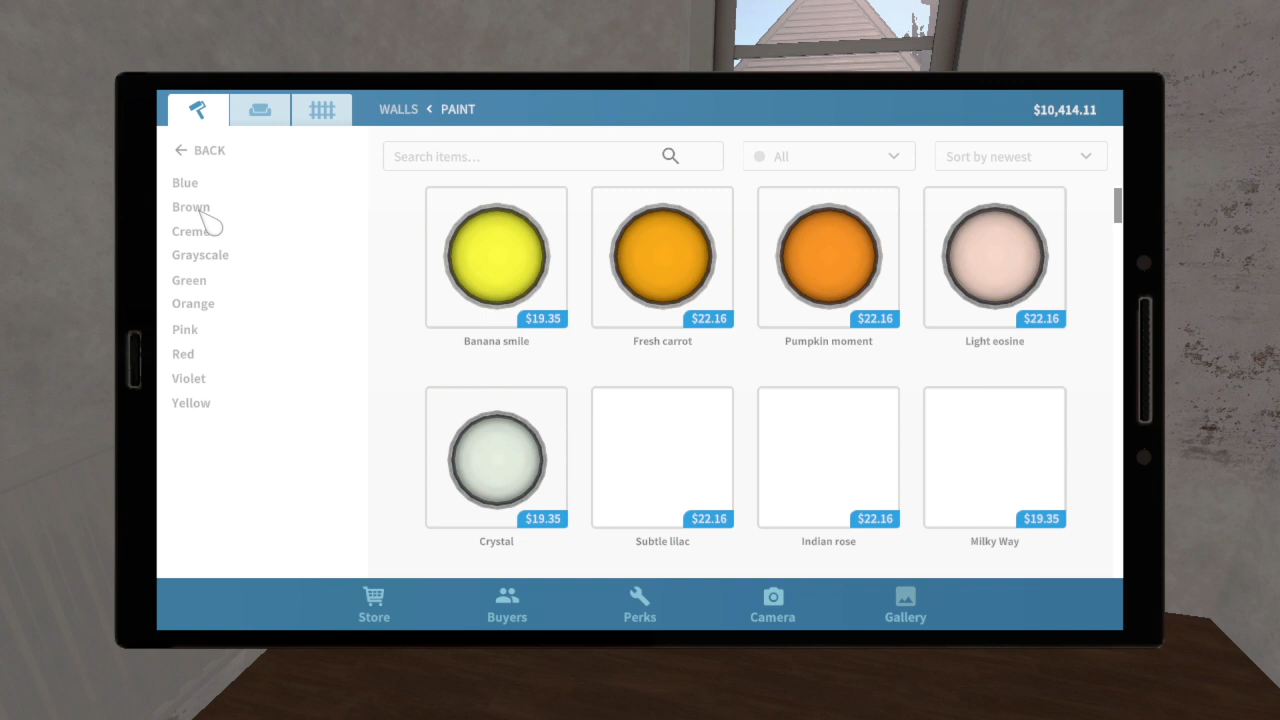 WALLS < PAINT
$10,414.11
BACK
Search items...
All
Sort by newest
Blue
Brown
Creme
Grayscale
Green
Orange
Pink
Red
Violet
Yellow
$19.35
$22.16
$22.16
$22.16
Banana smile
Fresh carrot
Pumpkin moment
Light eosine
$19.35
$22.16
$22.16
$19.35
Crystal
Subtle lilac
Indian rose
Milky Way
Store
Buyers
Perks
Camera
Gallery